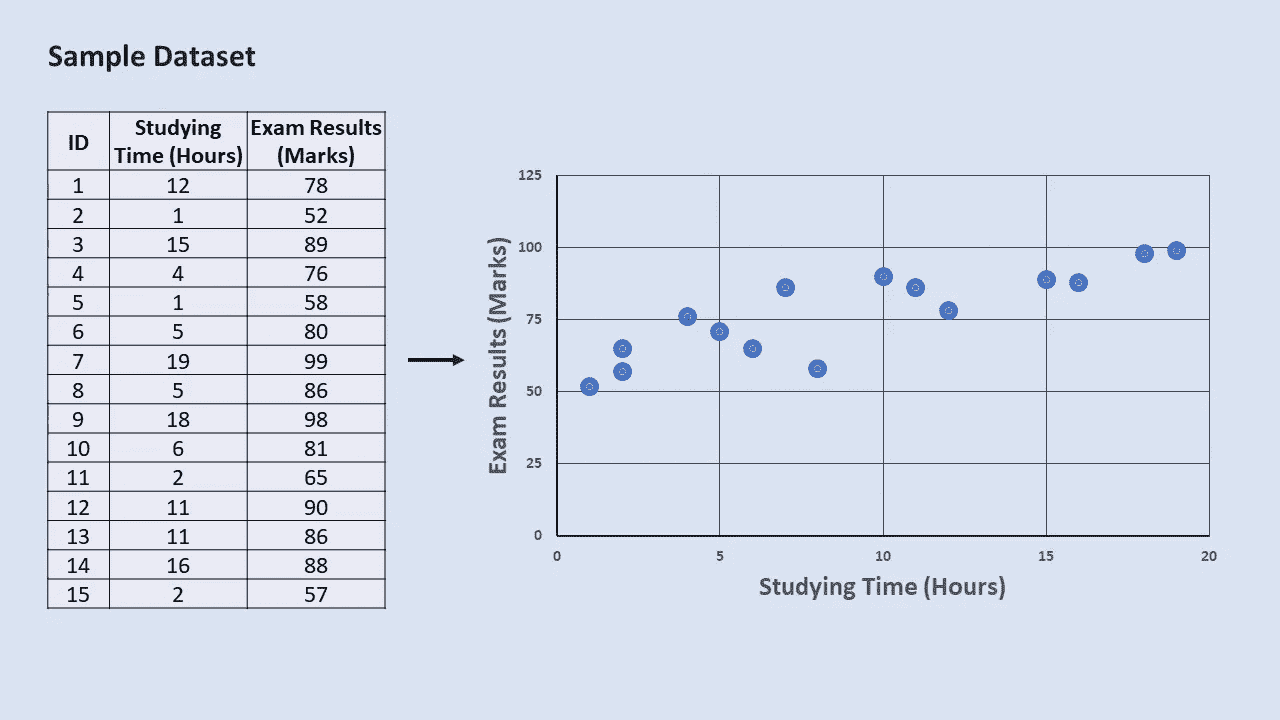 Sample Dataset
ID Studying Time (Hours) Exam Results (Marks)
1 12 78
2 1 52
3 15 89
4 4 76
5 1 58
6 5 80
7 19 99
8 5 86
9 18 98
10 6 81
11 2 65
12 11 90
13 11 86
14 16 88
15 2 57
125
100
75
50
25
0
Exam Results (Marks)
0 5 10 15 20
Studying Time (Hours)